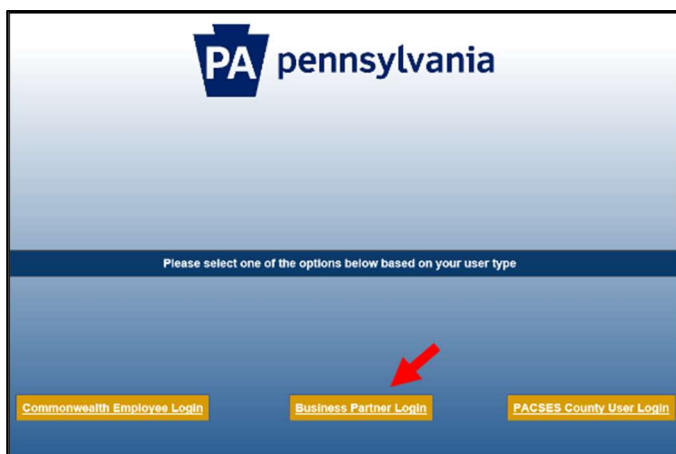 PA pennsylvania
Please select one of the options below based on your user type
Commonwealth Employee Login
Business Partner Login
PACSES County User Login